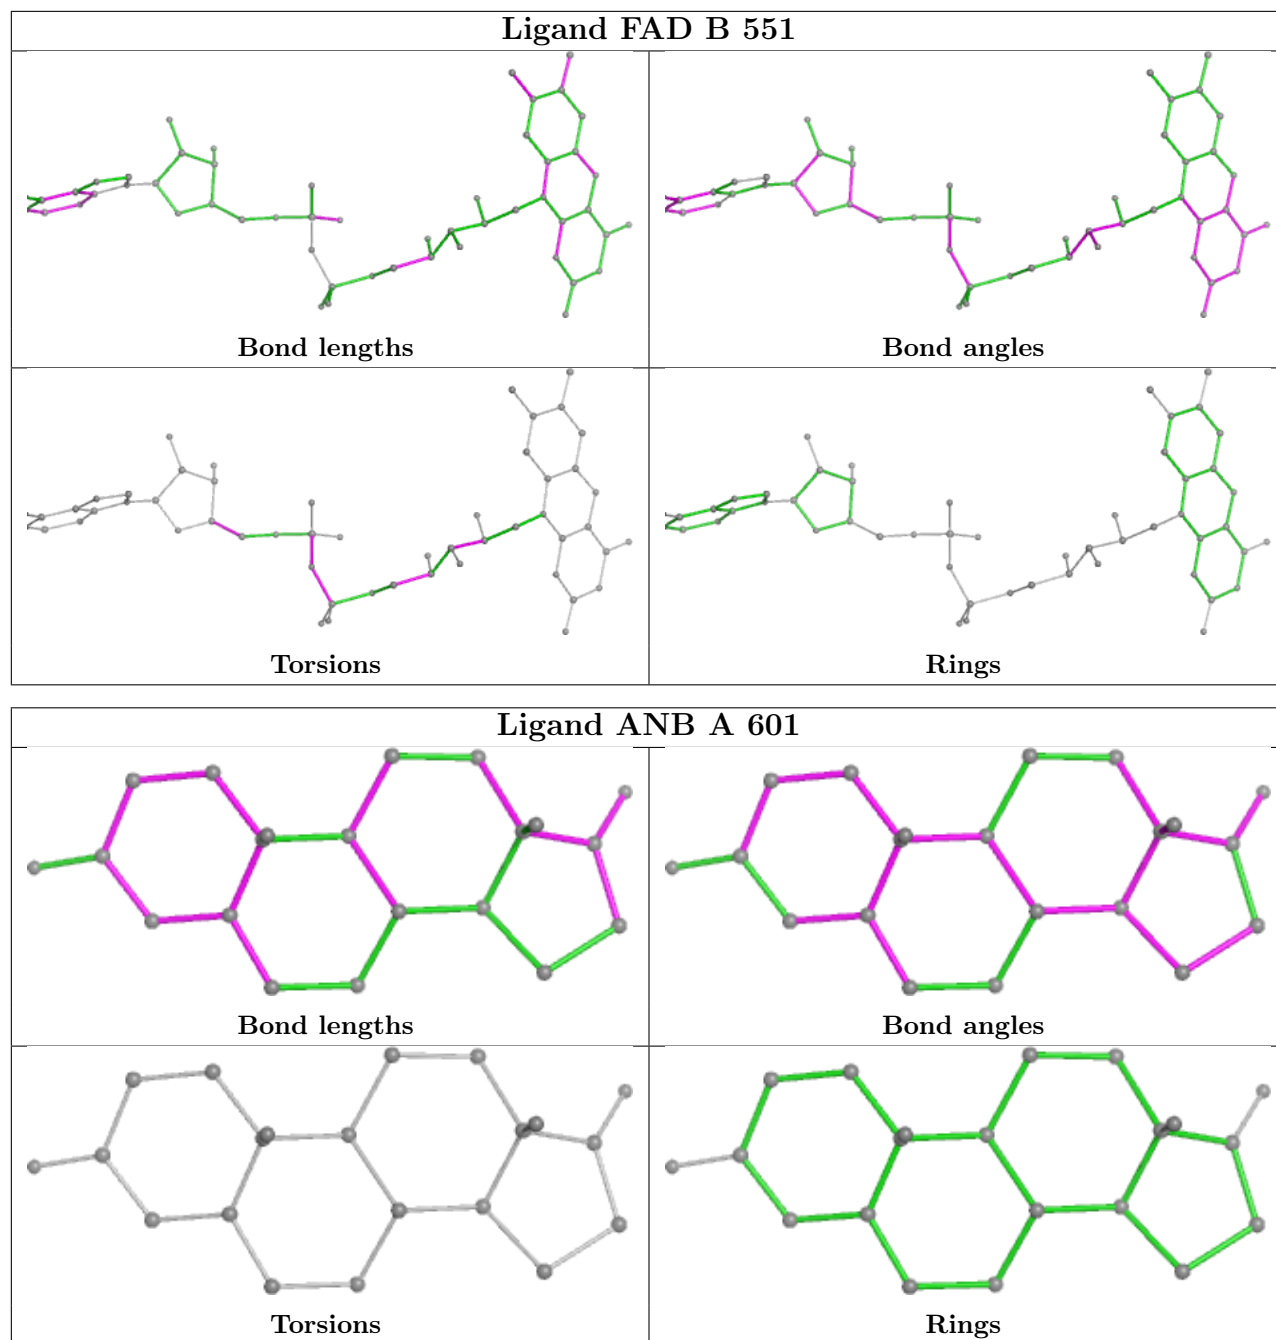 Ligand FAD B 551
Bond lengths
Bond angles
Torsions
Rings
Ligand ANB A 601
Bond lengths
Bond angles
Torsions
Rings